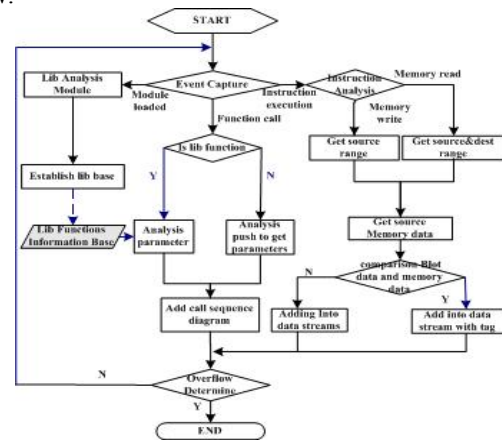 START
Lib Analysis
Module
Event Capture
Instruction
Analysis
Memory read
Module
loaded
Instruction
execution
Memory
write
Function call
Is lib function
Get source
range
Get source&dest
range
Establish lib base
Y
N
Lib Functions
Information Base
Analysis
parameter
Analysis
push to get
parameters
Get source
Memory data
comparison Blot
data and memory
data
N
Y
Add call sequence
diagram
Adding Into
data streams
Add into data
stream with tag
N
Overflow
Determine
Y
END